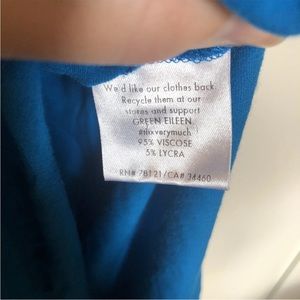 We'd like our clothes back.
Recycle them at our
stores and support
GREEN EILEEN.
#thxverymuch
95% VISCOSE
5% LYCRA
RN# 78121/CA# 34460